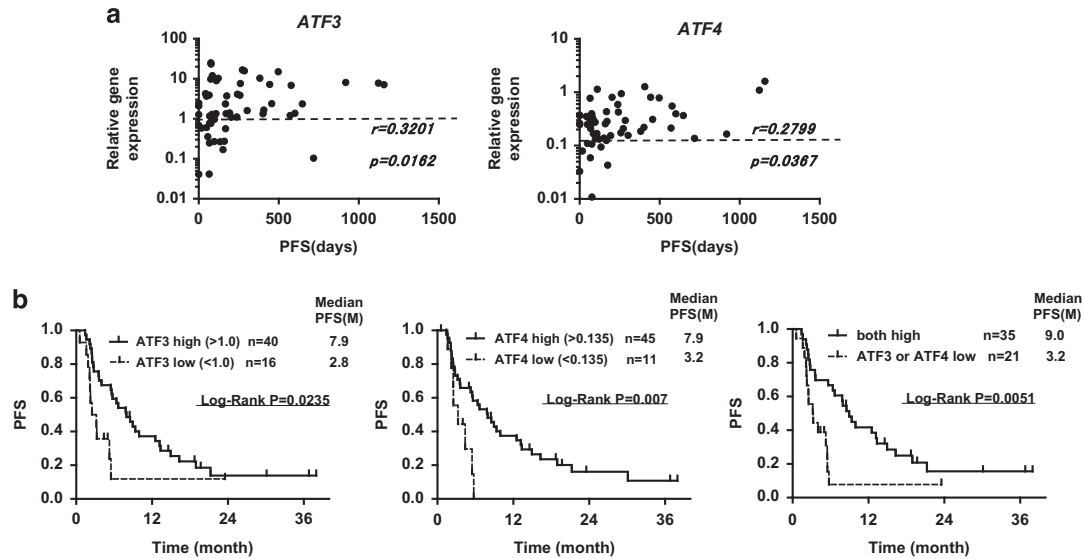 a
ATF3
Relative gene expression
100
10
1
0.1
0.01
r=0.3201
p=0.0162
0 500 1000 1500
PFS(days)
ATF4
Relative gene expression
10
1
0.1
0.01
r=0.2799
p=0.0367
0 500 1000 1500
PFS(days)
b
Median
PFS(M)
ATF3 high (>1.0) n=40 7.9
ATF3 low (<1.0) n=16 2.8
Log-Rank P=0.0235
PFS
1.0
0.8
0.6
0.4
0.2
0.0
0 12 24 36
Time (month)
Median
PFS(M)
ATF4 high (>0.135) n=45 7.9
ATF4 low (<0.135) n=11 3.2
Log-Rank P=0.007
PFS
1.0
0.8
0.6
0.4
0.2
0.0
0 12 24 36
Time (month)
Median
PFS(M)
both high n=35 9.0
ATF3 or ATF4 low n=21 3.2
Log-Rank P=0.0051
PFS
1.0
0.8
0.6
0.4
0.2
0.0
0 12 24 36
Time (month)